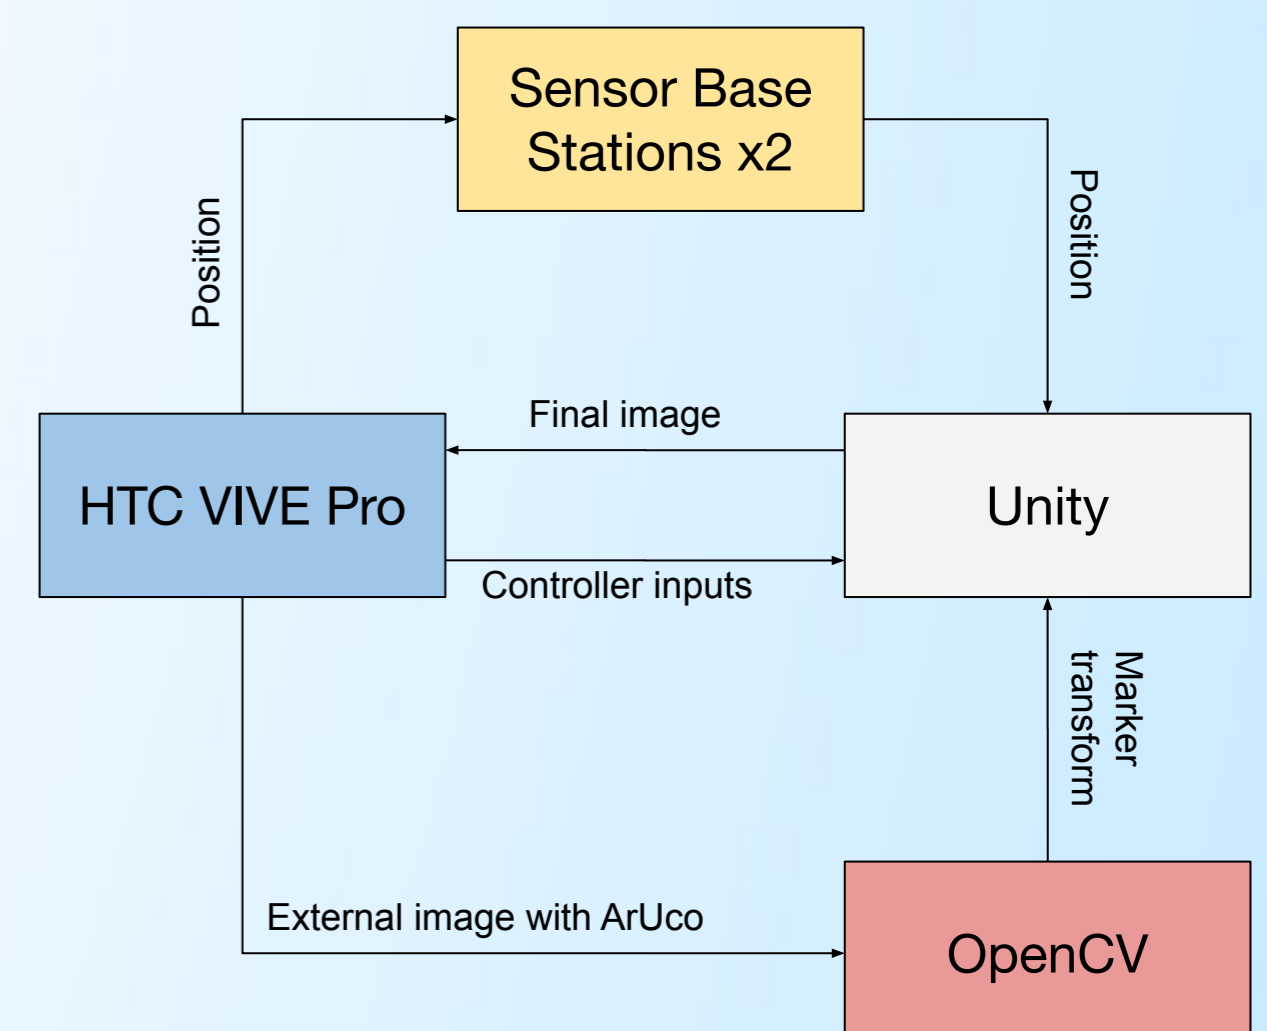 Sensor Base
Stations x2
Position
Position
Final image
HTC VIVE Pro
Unity
Controller inputs
Marker
transform
External image with ArUco
OpenCV